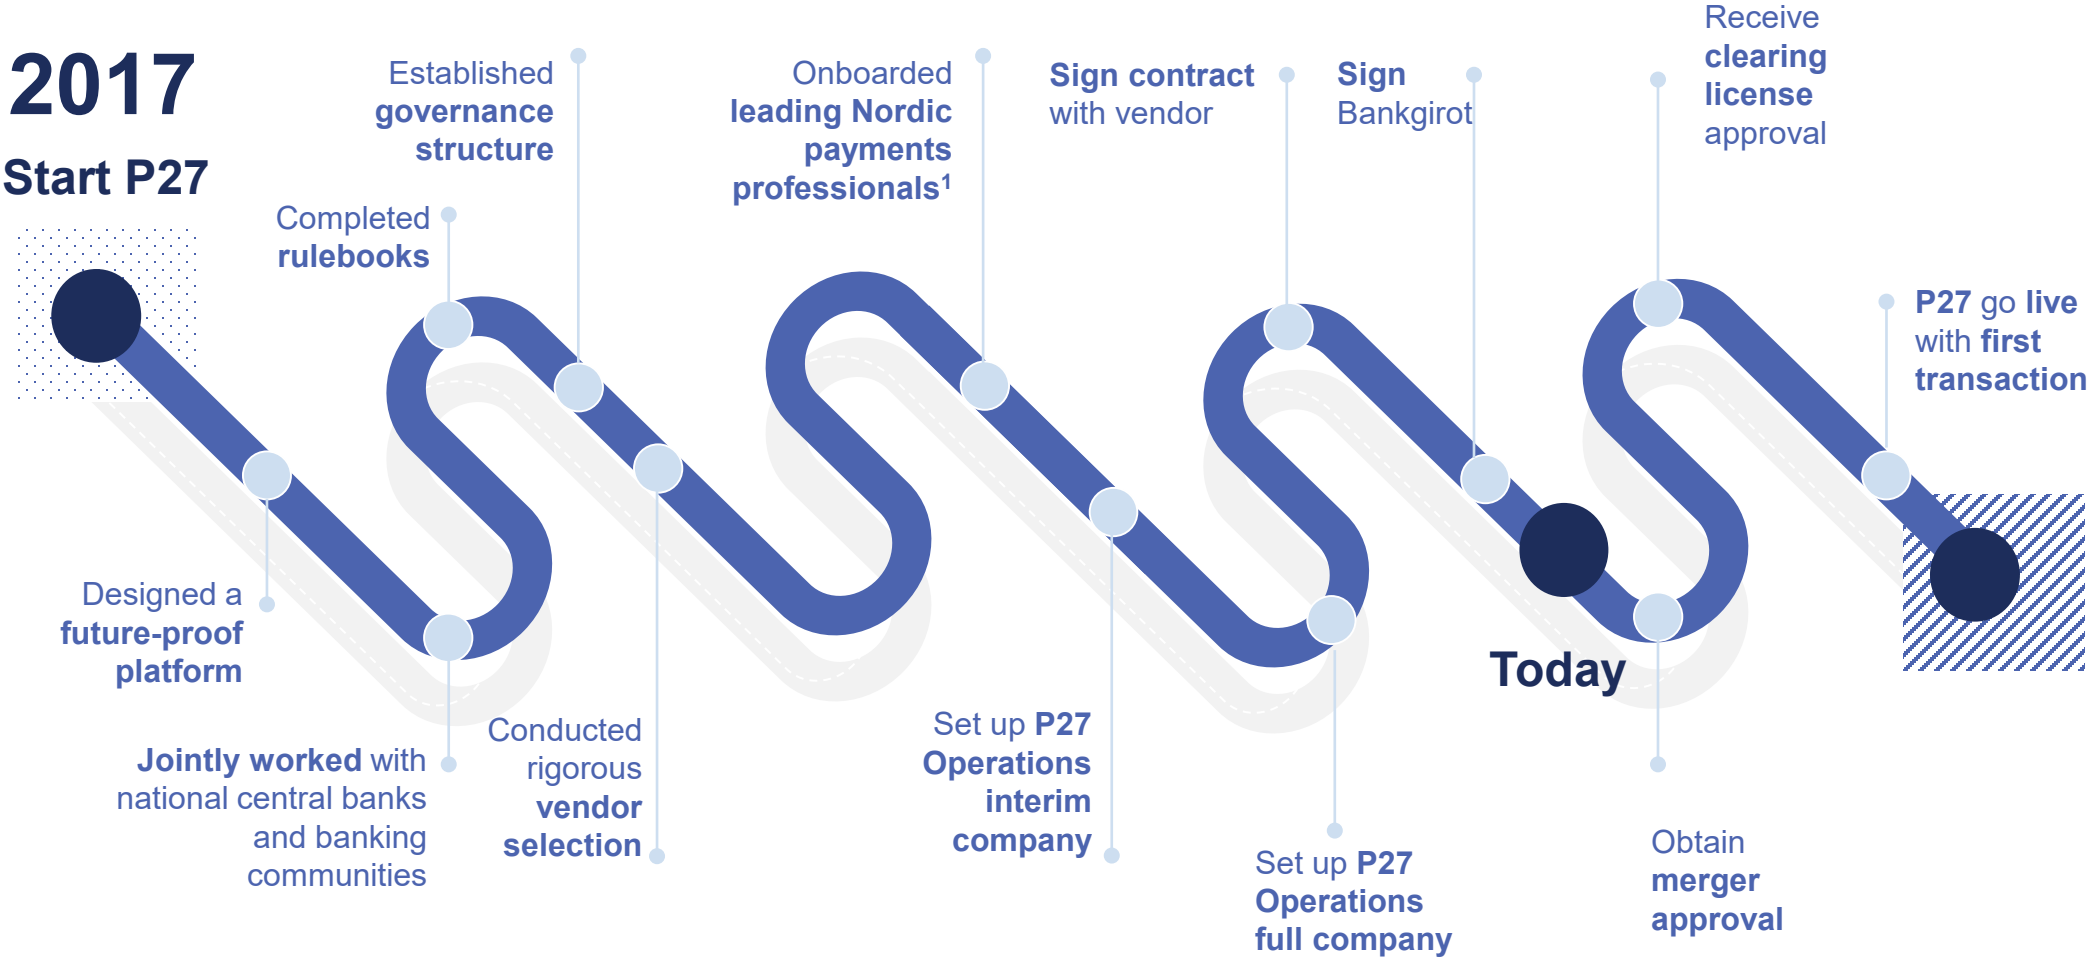 2017
Start P27
Designed a
future-proof
platform
Jointly worked with
national central banks
and banking
communities
Completed
rulebooks
Established
governance
structure
Conducted
rigorous
vendor
selection
Onboarded
leading Nordic
payments
professionals¹
Set up P27
Operations
interim
company
Set up P27
Operations
full company
Sign contract
with vendor
Sign
Bankgirot
Today
Obtain
merger
approval
Receive
clearing
license
approval
P27 go live
with first
transaction